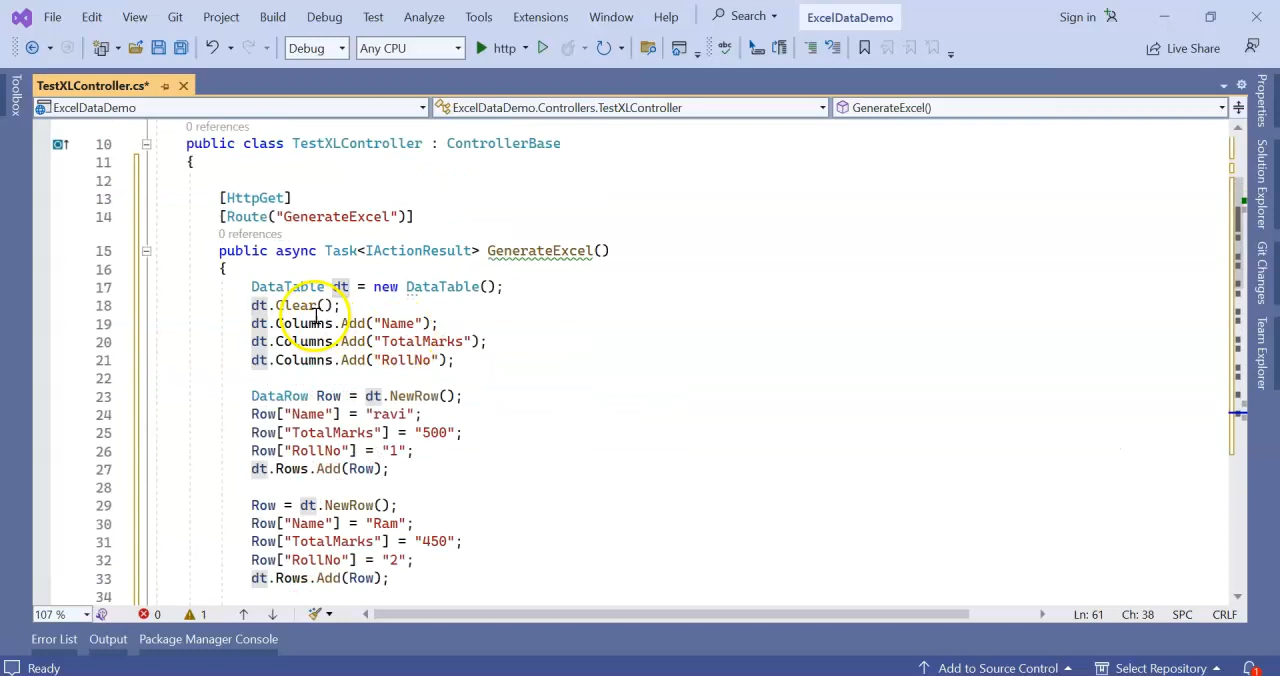 File Edit View Git Project Build Debug Test Analyze Tools Extensions Window Help Search ExcelDataDemo Sign in
Debug Any CPU http Live Share
Toolbox
TestXLController.cs*
ExcelDataDemo ExcelDataDemo.Controllers.TestXLController GenerateExcel()
0 references
10 public class TestXLController : ControllerBase
11 {
12
13 [HttpGet]
14 [Route("GenerateExcel")]
0 references
15 public async Task<IActionResult> GenerateExcel()
16 {
17 DataTable dt = new DataTable();
18 dt.Clear();
19 dt.Columns.Add("Name");
20 dt.Columns.Add("TotalMarks");
21 dt.Columns.Add("RollNo");
22
23 DataRow Row = dt.NewRow();
24 Row["Name"] = "ravi";
25 Row["TotalMarks"] = "500";
26 Row["RollNo"] = "1";
27 dt.Rows.Add(Row);
28
29 Row = dt.NewRow();
30 Row["Name"] = "Ram";
31 Row["TotalMarks"] = "450";
32 Row["RollNo"] = "2";
33 dt.Rows.Add(Row);
34
Properties
Solution Explorer
Git Changes
Team Explorer
107 % 0 1 Ln: 61 Ch: 38 SPC CRLF
Error List Output Package Manager Console
Ready Add to Source Control Select Repository 1